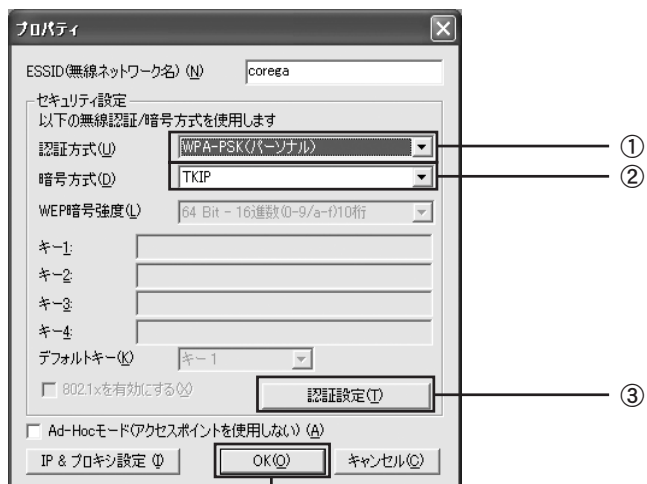 プロパティ
ESSID(無線ネットワーク名) (N) corega
セキュリティ設定
以下の無線認証/暗号方式を使用します
認証方式(U) WPA-PSK(パーソナル) ①
暗号方式(D) TKIP ②
WEP暗号強度(L) 64 Bit - 16進数(0-9/a-f)10桁
キー1:
キー2:
キー3:
キー4:
デフォルトキー(K) キー 1
802.1xを有効にする(X) 認証設定(T) ③
Ad-Hocモード(アクセスポイントを使用しない) (A)
IP & プロキシ設定 (I) OK(O) キャンセル(C)